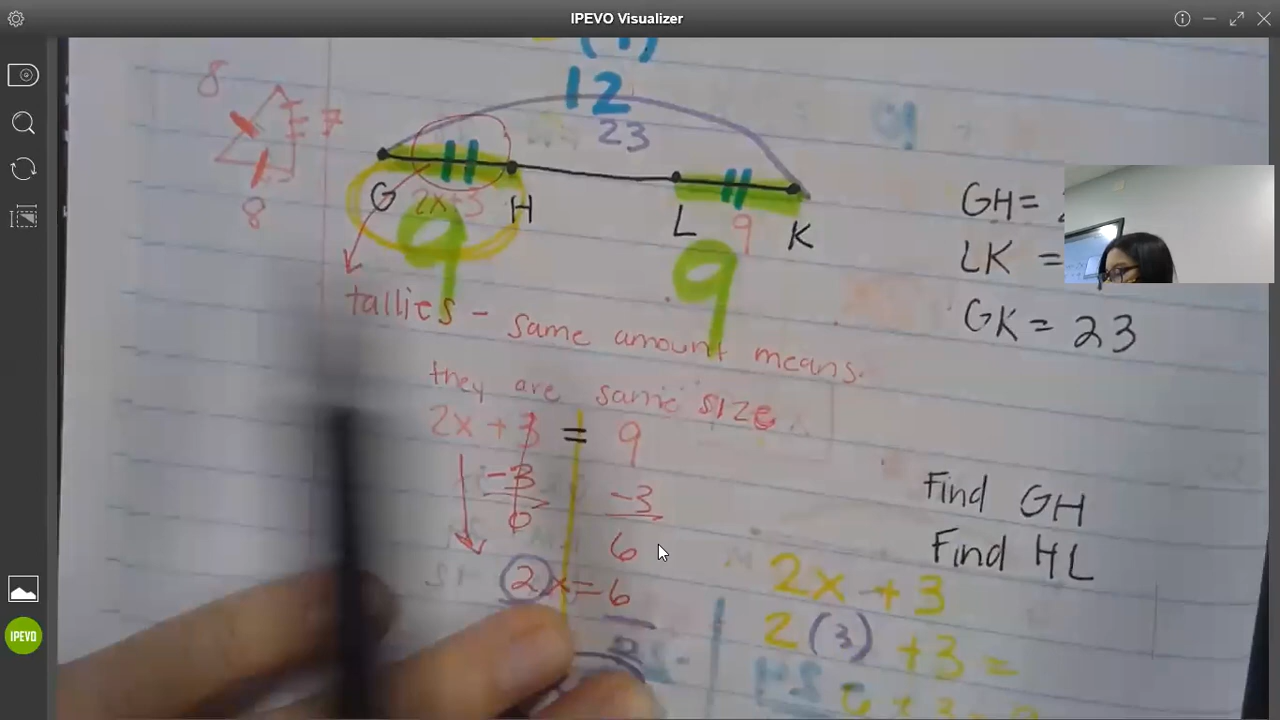 IPEVO Visualizer
12
8
7
23
G
2x+3
H
L
9
K
8
9
9
GH=
LK =
GK = 23
tallies - same amount means
they are same size.
2x + 3 = 9
-3
-3
0
6
2x = 6
Find GH
Find HL
2x + 3
2(3) + 3 =
IPEVO